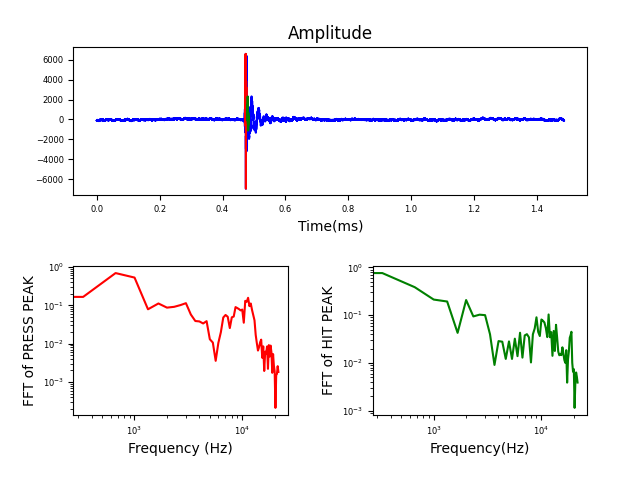 Amplitude
6000
4000
2000
0
−2000
−4000
−6000
0.0 0.2 0.4 0.6 0.8 1.0 1.2 1.4
Time(ms)
FFT of PRESS PEAK
10⁰
10⁻¹
10⁻²
10⁻³
10³ 10⁴
Frequency (Hz)
FFT of HIT PEAK
10⁰
10⁻¹
10⁻²
10⁻³
10³ 10⁴
Frequency(Hz)